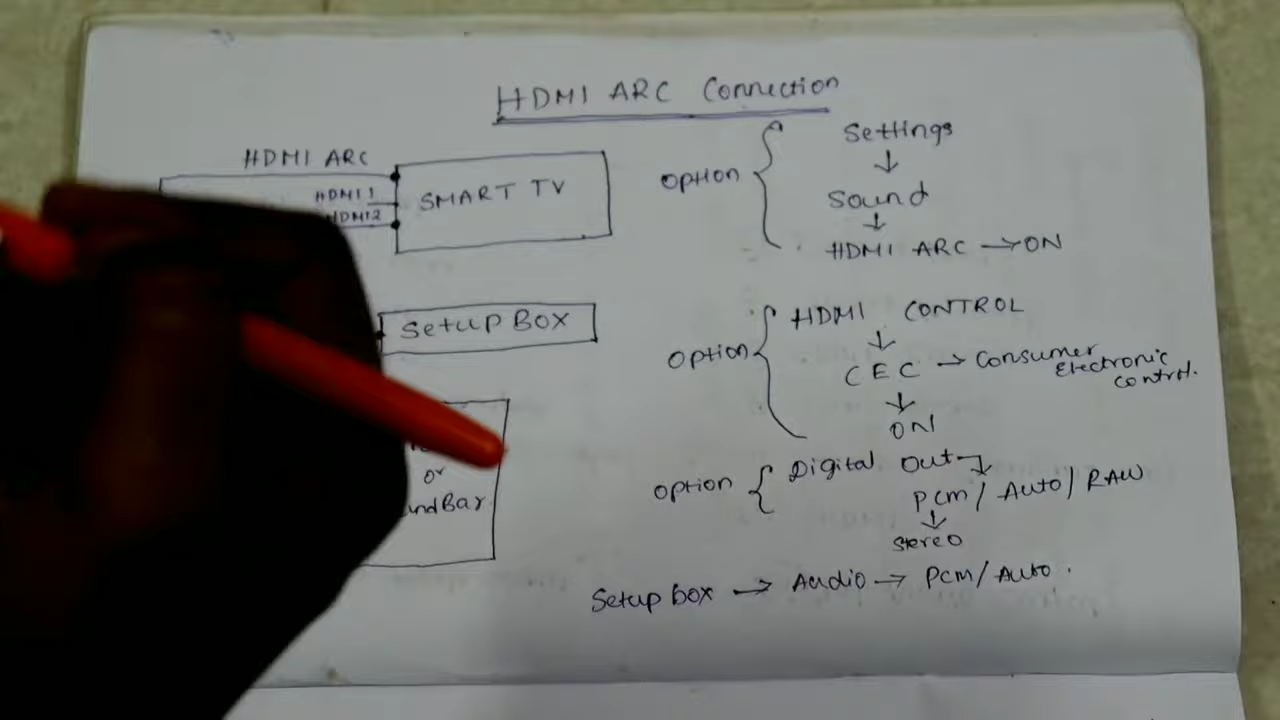 HDMI ARC Connection
HDMI ARC
HDMI 1
HDMI2
SMART TV
Setup Box
or
Bar
option
Settings
↓
Sound
↓
HDMI ARC → ON
option
HDMI CONTROL
↓
CEC → Consumer
Electronic
Control.
↓
ON
option
Digital Out
PCM / Auto / RAW
↓
Stereo
Setup box → Audio → PCM / Auto.